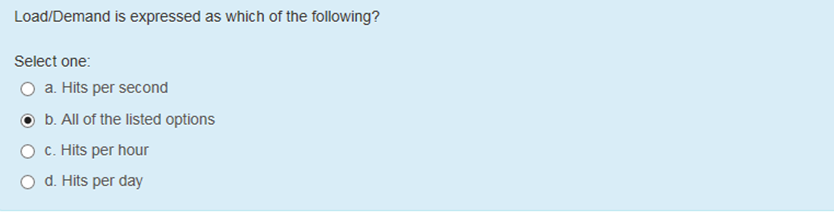 Load/Demand is expressed as which of the following?
Select one:
a. Hits per second
b. All of the listed options
c. Hits per hour
d. Hits per day